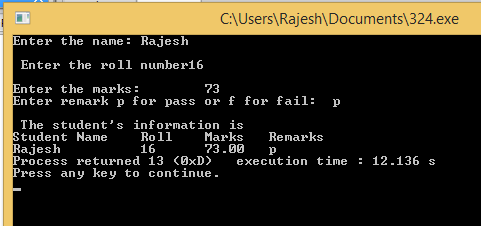 C:\Users\Rajesh\Documents\324.exe
Enter the name: Rajesh
Enter the roll number16
Enter the marks: 73
Enter remark p for pass or f for fail: p
The student's information is
Student Name Roll Marks Remarks
Rajesh 16 73.00 p
Process returned 13 (0xD) execution time : 12.136 s
Press any key to continue.